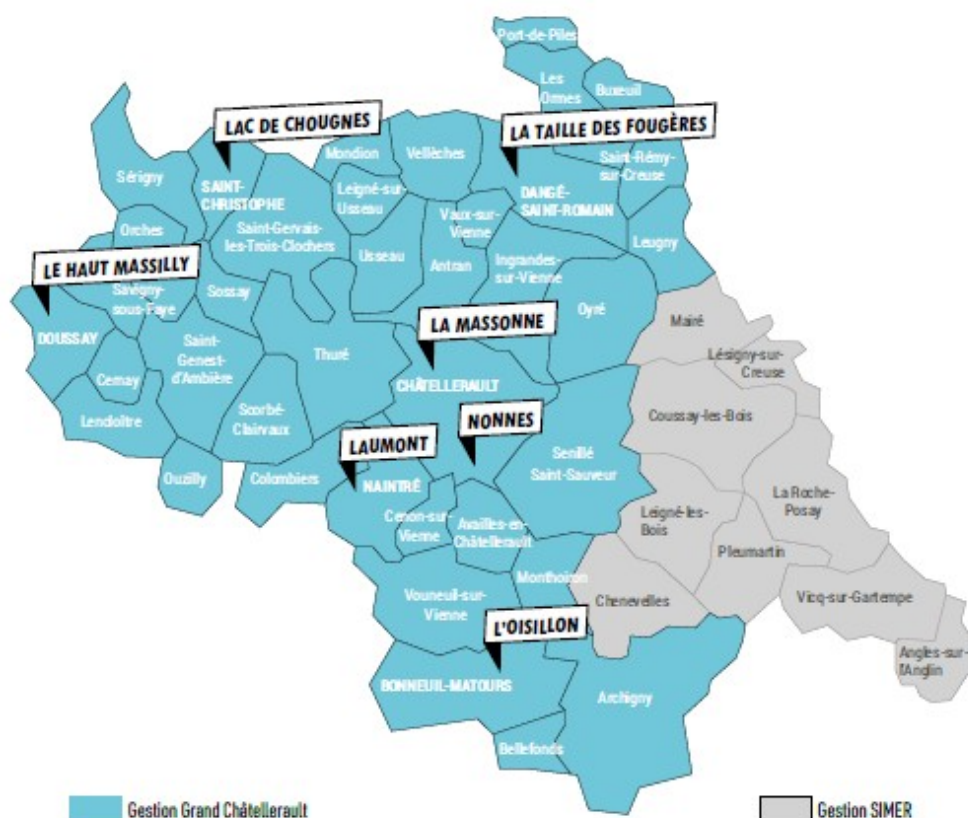 Port-de-Piles
Les
Ormes
Buxeuil
LAC DE CHOUGNES
LA TAILLE DES FOUGÈRES
Mondion
Vellèches
Saint-Rémy-
sur-Creuse
Sérigny
SAINT-
CHRISTOPHE
Leigné-sur-
Usseau
DANGÉ-
SAINT-ROMAIN
Orches
Saint-Gervais-
les-Trois-Clochers
Vaux-sur-
Vienne
Leugny
LE HAUT MASSILLY
Usseau
Antran
Ingrandes-
sur-Vienne
Savigny-
sous-Faye
Sossay
Oyré
LA MASSONNE
Mairé
DOUSSAY
Saint-
Genest-
d'Ambière
Thuré
Lésigny-sur-
Creuse
Cernay
CHÂTELLERAULT
Lencloître
Scorbé-
Clairvaux
NONNES
Coussay-les-Bois
LAUMONT
Senillé
Saint-Sauveur
Ouzilly
Colombiers
NAINTRÉ
La Roche-
Posay
Cenon-sur-
Vienne
Availles-en-
Châtellerault
Leigné-les-
Bois
Pleumartin
Monthoiron
Vouneuil-sur-
Vienne
Chenevelles
Vicq-sur-Gartempe
L'OISILLON
Angles-sur-
l'Anglin
BONNEUIL-MATOURS
Archigny
Bellefonds
Gestion Grand Châtellerault
Gestion SIMER